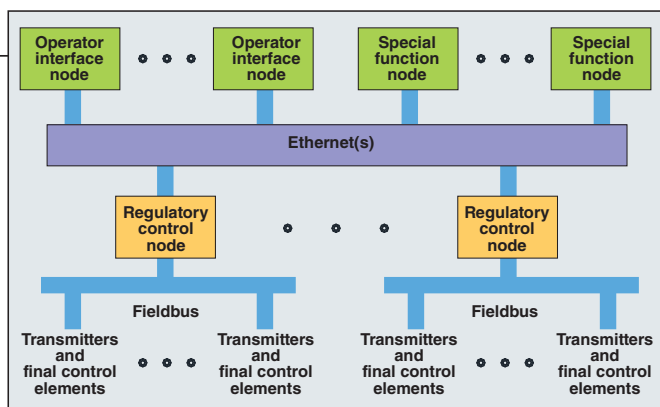 Operator
interface
node
Operator
interface
node
Special
function
node
Special
function
node
Ethernet(s)
Regulatory
control
node
Regulatory
control
node
Fieldbus
Fieldbus
Transmitters
and
final control
elements
Transmitters
and
final control
elements
Transmitters
and
final control
elements
Transmitters
and
final control
elements